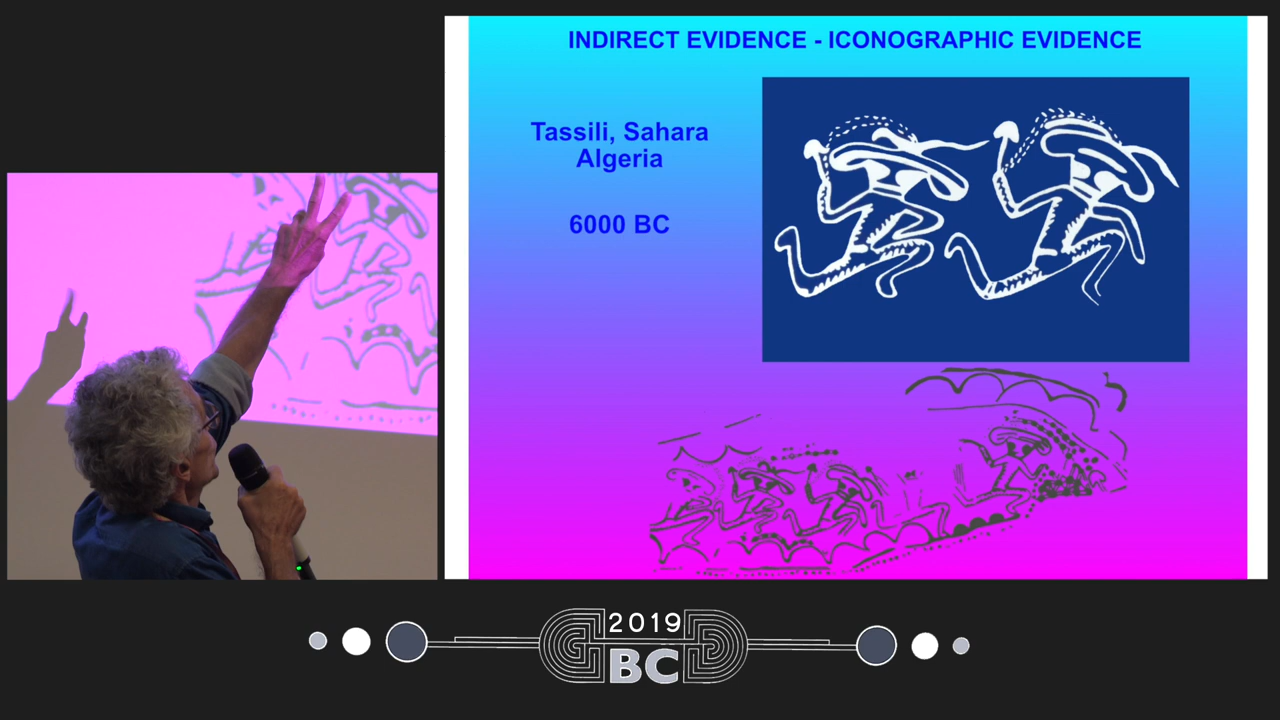 INDIRECT EVIDENCE - ICONOGRAPHIC EVIDENCE
Tassili, Sahara
Algeria
6000 BC
2019
BC